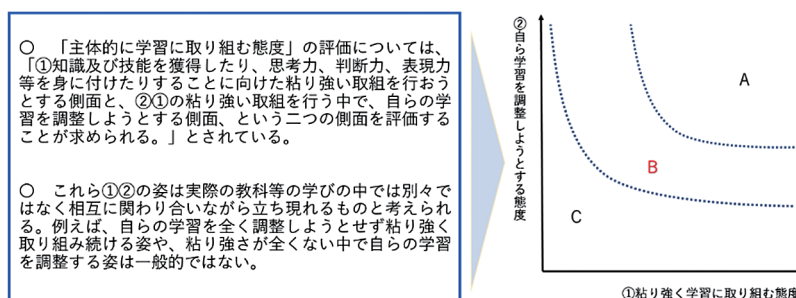 ○　「主体的に学習に取り組む態度」の評価については、
「①知識及び技能を獲得したり、思考力、判断力、表現力
等を身に付けたりすることに向けた粘り強い取組を行おう
とする側面と、②①の粘り強い取組を行う中で、自らの学
習を調整しようとする側面、という二つの側面を評価する
ことが求められる。」とされている。
○　これら①②の姿は実際の教科等の学びの中では別々で
はなく相互に関わり合いながら立ち現れるものと考えられ
る。例えば、自らの学習を全く調整しようとせず粘り強く
取り組み続ける姿や、粘り強さが全くない中で自らの学習
を調整する姿は一般的ではない。
②自ら学習を調整しようとする態度
A
B
C
①粘り強く学習に取り組む態度